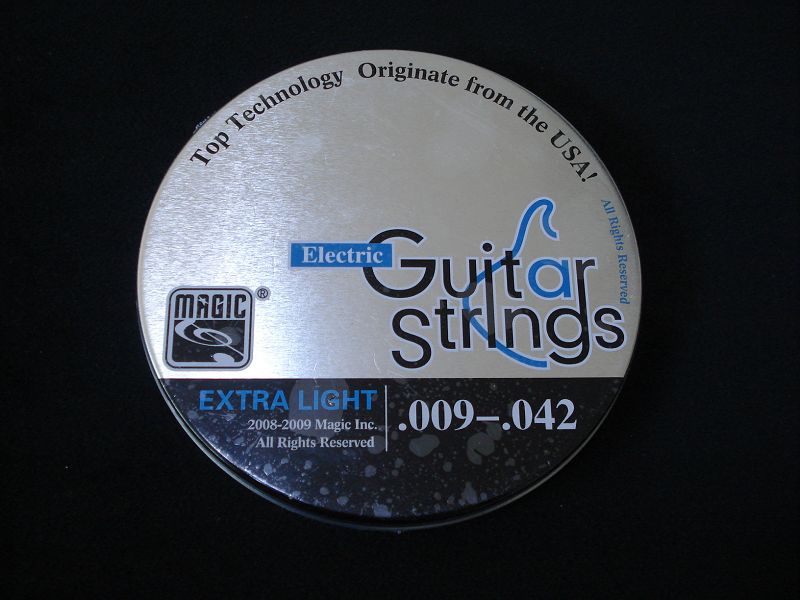 Top Technology Originate from the USA!
All Rights Reserved
Electric
Guitar
Strings
MAGIC®
EXTRA LIGHT
2008-2009 Magic Inc.
All Rights Reserved
.009–.042